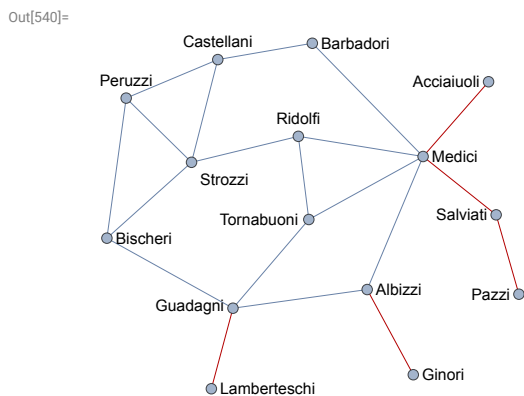 Out[540]=
Castellani
Barbadori
Peruzzi
Acciaiuoli
Ridolfi
Medici
Strozzi
Salviati
Tornabuoni
Bischeri
Albizzi
Pazzi
Guadagni
Ginori
Lamberteschi